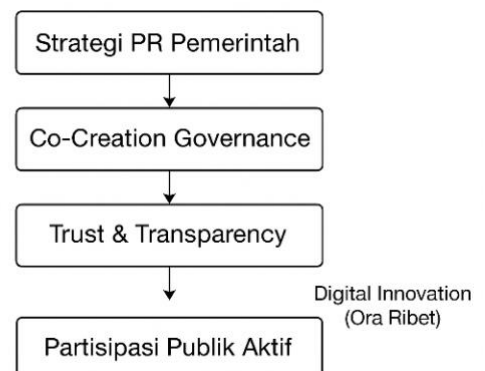 Strategi PR Pemerintah
Co-Creation Governance
Trust & Transparency
Digital Innovation
(Ora Ribet)
Partisipasi Publik Aktif